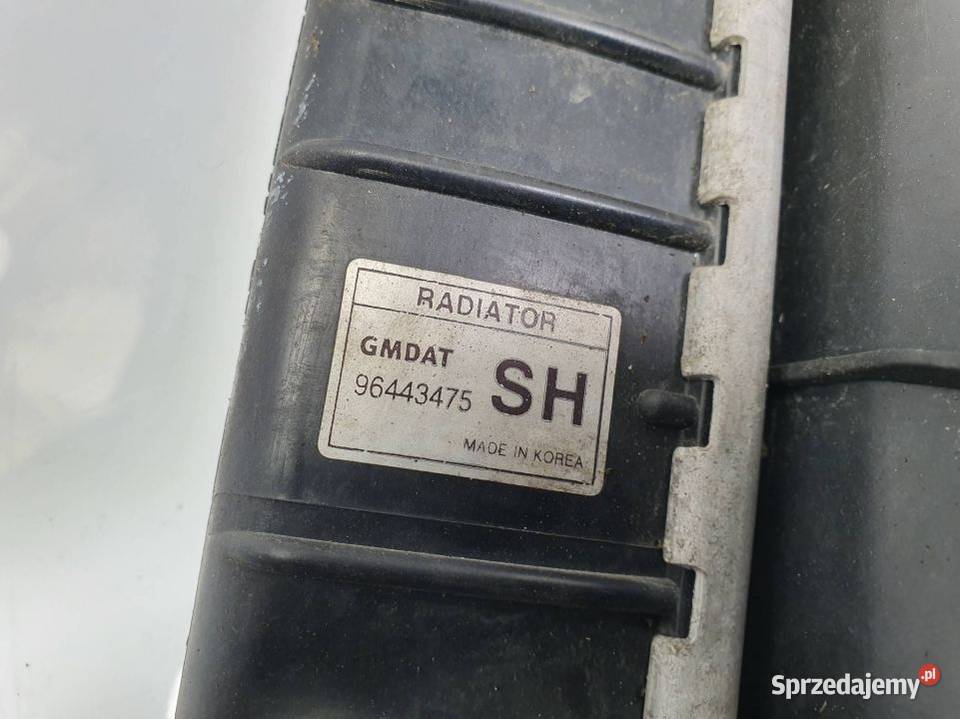 RADIATOR
GMDAT
96443475 SH
MADE IN KOREA
Sprzedajemy.pl